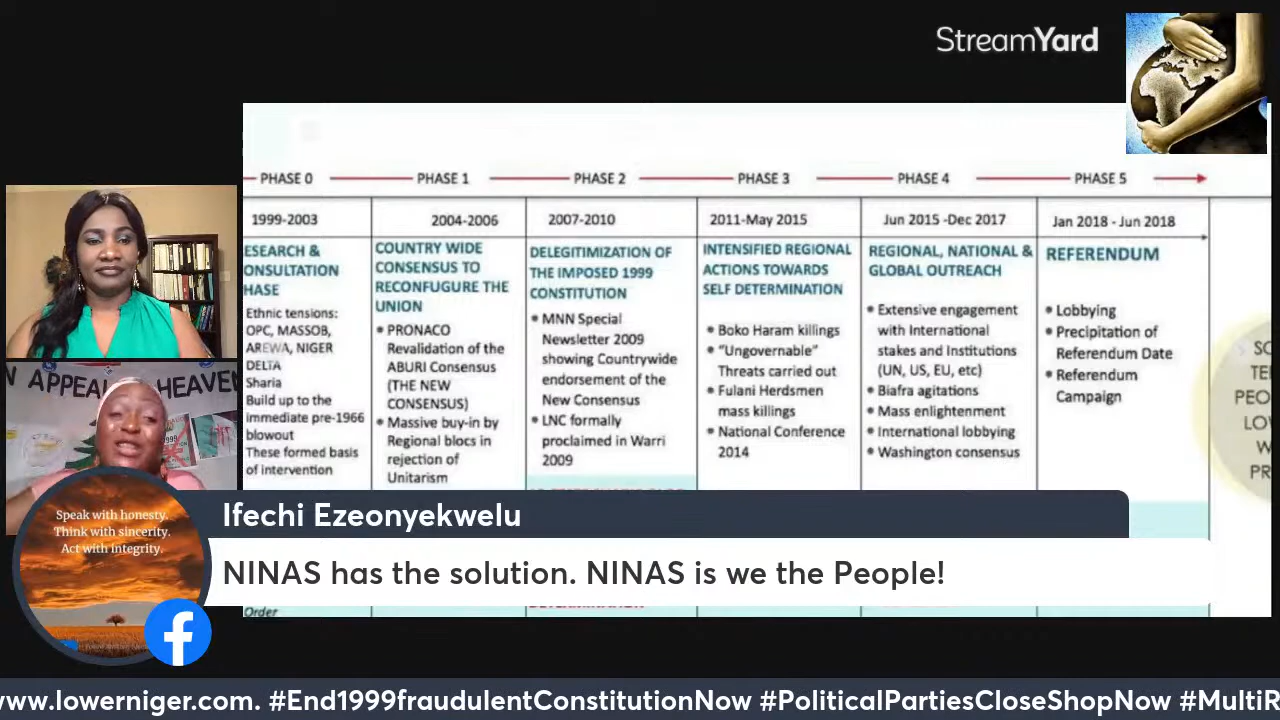 StreamYard
PHASE 0
PHASE 1
PHASE 2
PHASE 3
PHASE 4
PHASE 5
1999-2003
2004-2006
2007-2010
2011-May 2015
Jun 2015 -Dec 2017
Jan 2018 - Jun 2018
ESEARCH &
ONSULTATION
HASE
Ethnic tensions:
OPC, MASSOB,
AREWA, NIGER
DELTA
Sharia
Build up to the
immediate pre-1966
blowout
These formed basis
of intervention
Order
COUNTRY WIDE
CONSENSUS TO
RECONFUGURE THE
UNION
• PRONACO
Revalidation of the
ABURI Consensus
(THE NEW
CONSENSUS)
• Massive buy-in by
Regional blocs in
rejection of
Unitarism
DELEGITIMIZATION OF
THE IMPOSED 1999
CONSTITUTION
• MNN Special
Newsletter 2009
showing Countrywide
endorsement of the
New Consensus
• LNC formally
proclaimed in Warri
2009
INTENSIFIED REGIONAL
ACTIONS TOWARDS
SELF DETERMINATION
• Boko Haram killings
• "Ungovernable"
Threats carried out
• Fulani Herdsmen
mass killings
• National Conference
2014
REGIONAL, NATIONAL &
GLOBAL OUTREACH
• Extensive engagement
with International
stakes and Institutions
(UN, US, EU, etc)
• Biafra agitations
• Mass enlightenment
• International lobbying
• Washington consensus
REFERENDUM
• Lobbying
• Precipitation of
Referendum Date
• Referendum
Campaign
SO
TE
PEO
LO
W
PR
N APPEAL HEAVEN
1999
Speak with honesty.
Think with sincerity.
Act with integrity.
Ifechi Ezeonyekwelu
NINAS has the solution. NINAS is we the People!
www.lowerniger.com. #End1999fraudulentConstitutionNow #PoliticalPartiesCloseShopNow #MultiR